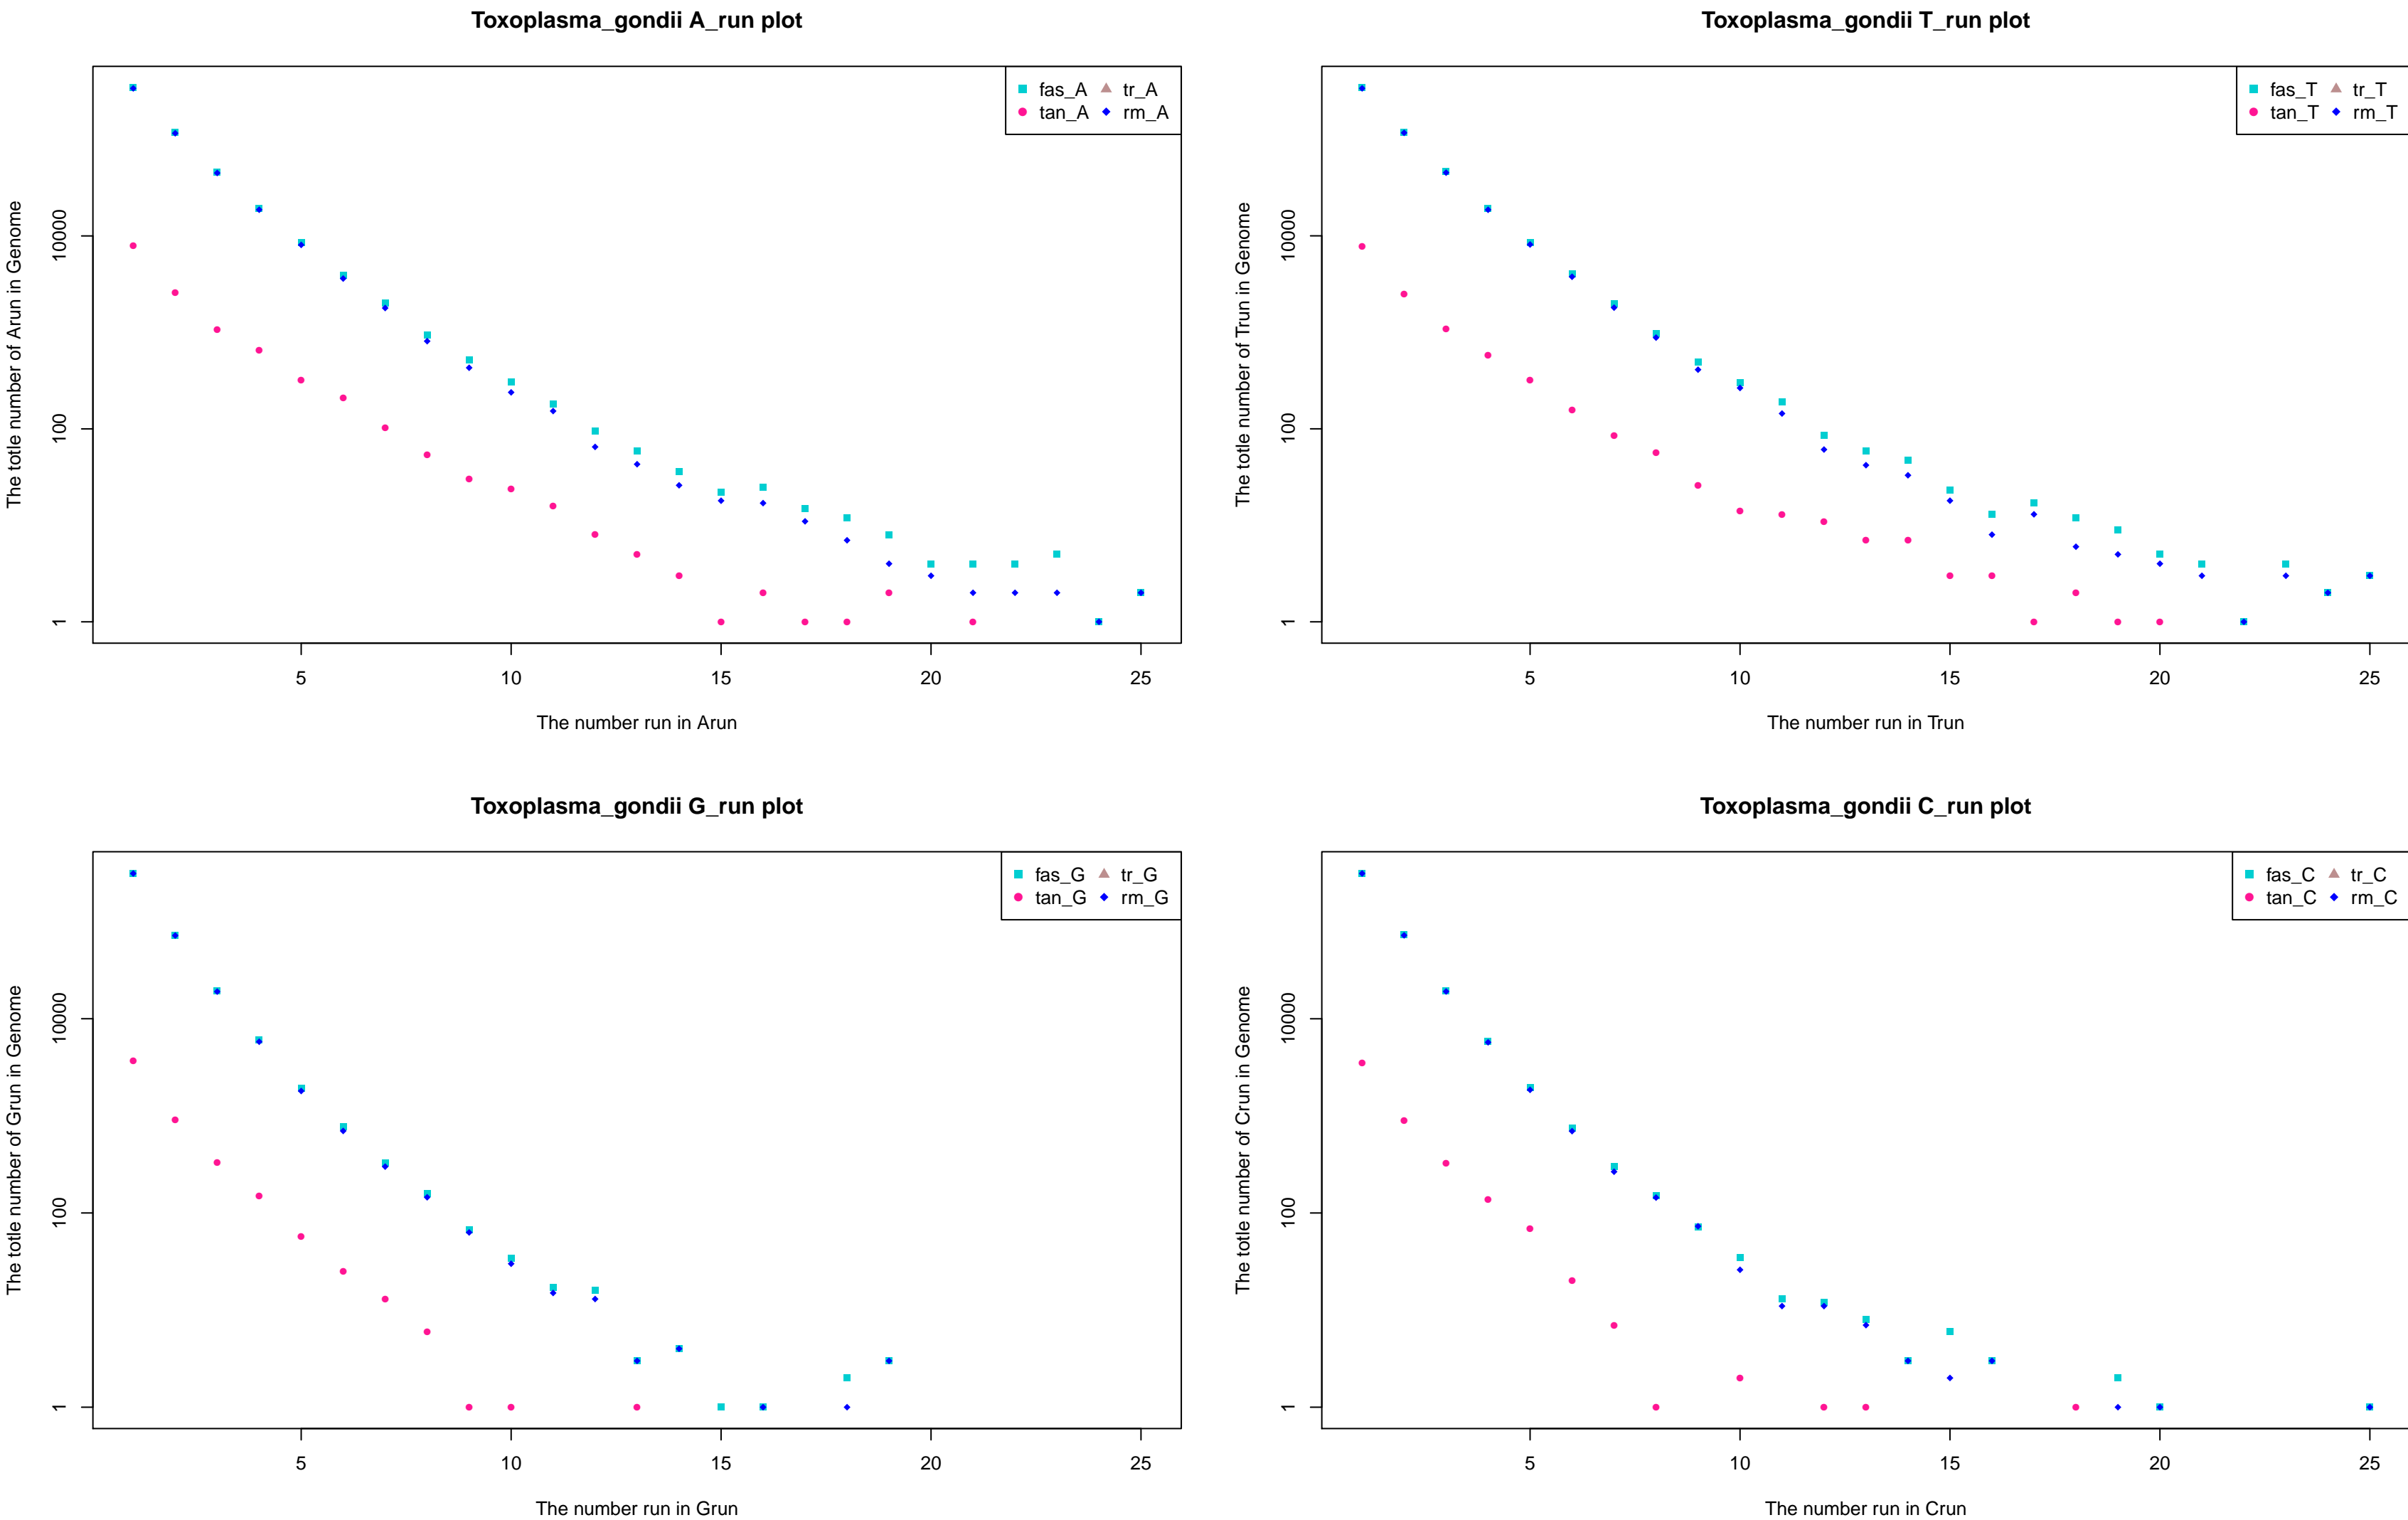 Toxoplasma_gondii A_run plot
The totle number of Arun in Genome
10000
100
1
fas_A tr_A
tan_A rm_A
5 10 15 20 25
The number run in Arun
Toxoplasma_gondii T_run plot
The totle number of Trun in Genome
10000
100
1
fas_T tr_T
tan_T rm_T
5 10 15 20 25
The number run in Trun
Toxoplasma_gondii G_run plot
The totle number of Grun in Genome
10000
100
1
fas_G tr_G
tan_G rm_G
5 10 15 20 25
The number run in Grun
Toxoplasma_gondii C_run plot
The totle number of Crun in Genome
10000
100
1
fas_C tr_C
tan_C rm_C
5 10 15 20 25
The number run in Crun